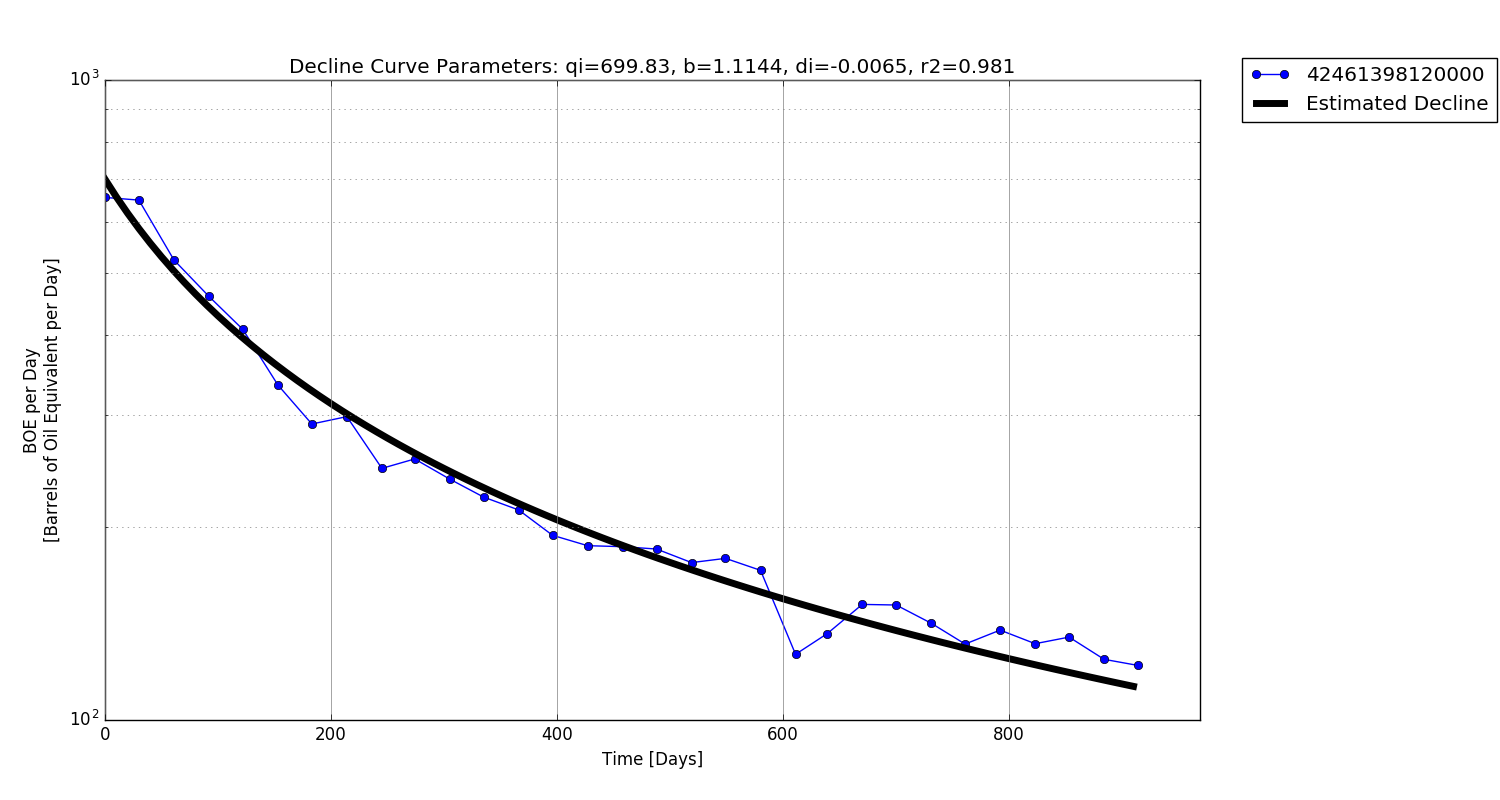 Decline Curve Parameters: qi=699.83, b=1.1144, di=-0.0065, r2=0.981
42461398120000
Estimated Decline
10³
10²
BOE per Day
[Barrels of Oil Equivalent per Day]
0 200 400 600 800
Time [Days]